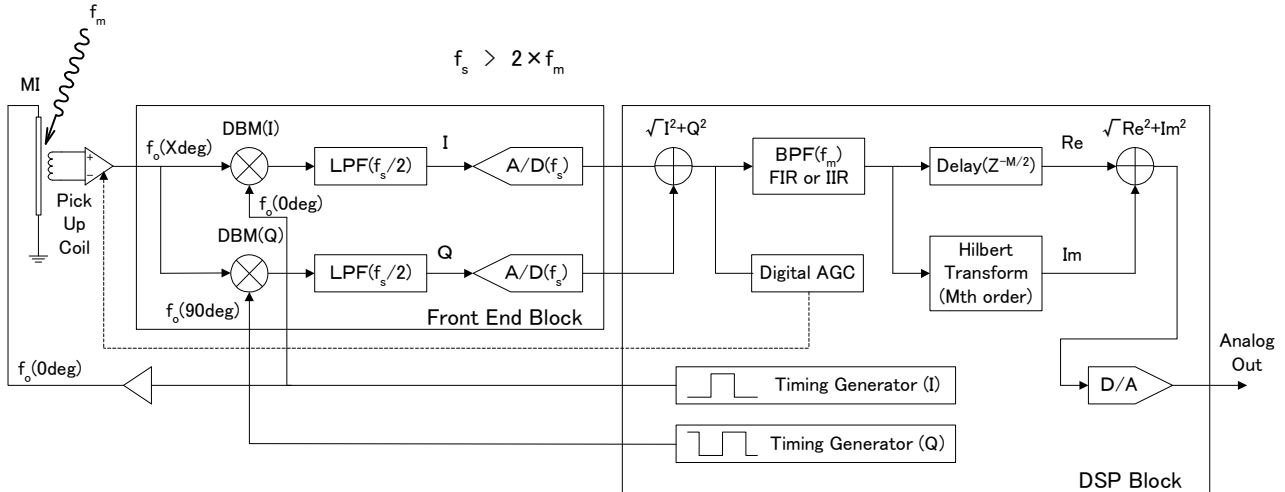 fm
fs > 2×fm
MI
DBM(I)
I
√I²+Q²
√Re²+Im²
fo(Xdeg)
+
−
LPF(fs/2)
A/D(fs)
BPF(fm)
FIR or IIR
Delay(Z^-M/2)
Re
Pick
Up
Coil
fo(0deg)
DBM(Q)
Q
LPF(fs/2)
A/D(fs)
Digital AGC
Hilbert
Transform
(Mth order)
Im
fo(90deg)
Front End Block
fo(0deg)
Timing Generator (I)
D/A
Analog
Out
Timing Generator (Q)
DSP Block